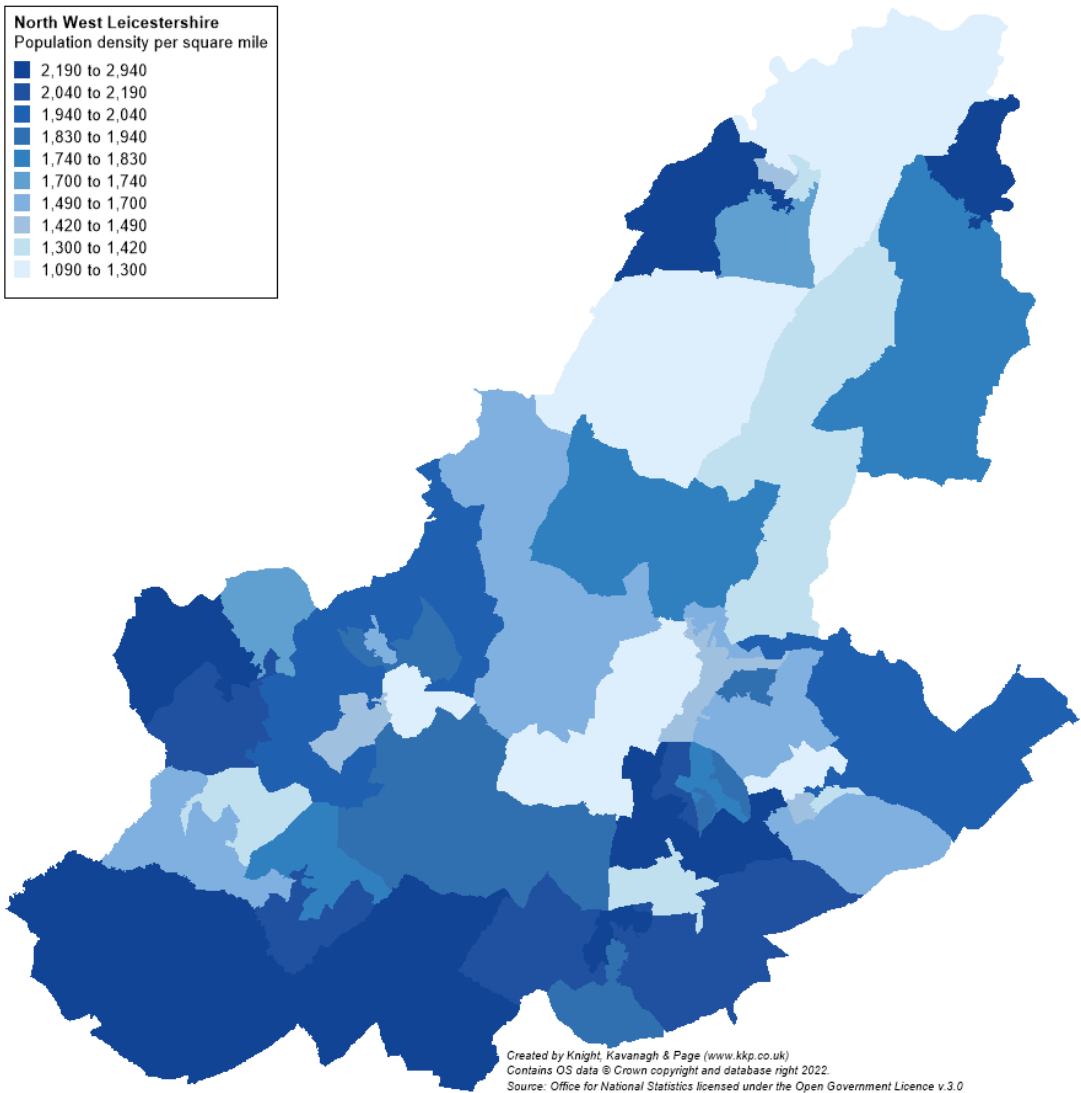 North West Leicestershire
Population density per square mile
2,190 to 2,940
2,040 to 2,190
1,940 to 2,040
1,830 to 1,940
1,740 to 1,830
1,700 to 1,740
1,490 to 1,700
1,420 to 1,490
1,300 to 1,420
1,090 to 1,300
Created by Knight, Kavanagh & Page (www.kkp.co.uk)
Contains OS data © Crown copyright and database right 2022.
Source: Office for National Statistics licensed under the Open Government Licence v.3.0